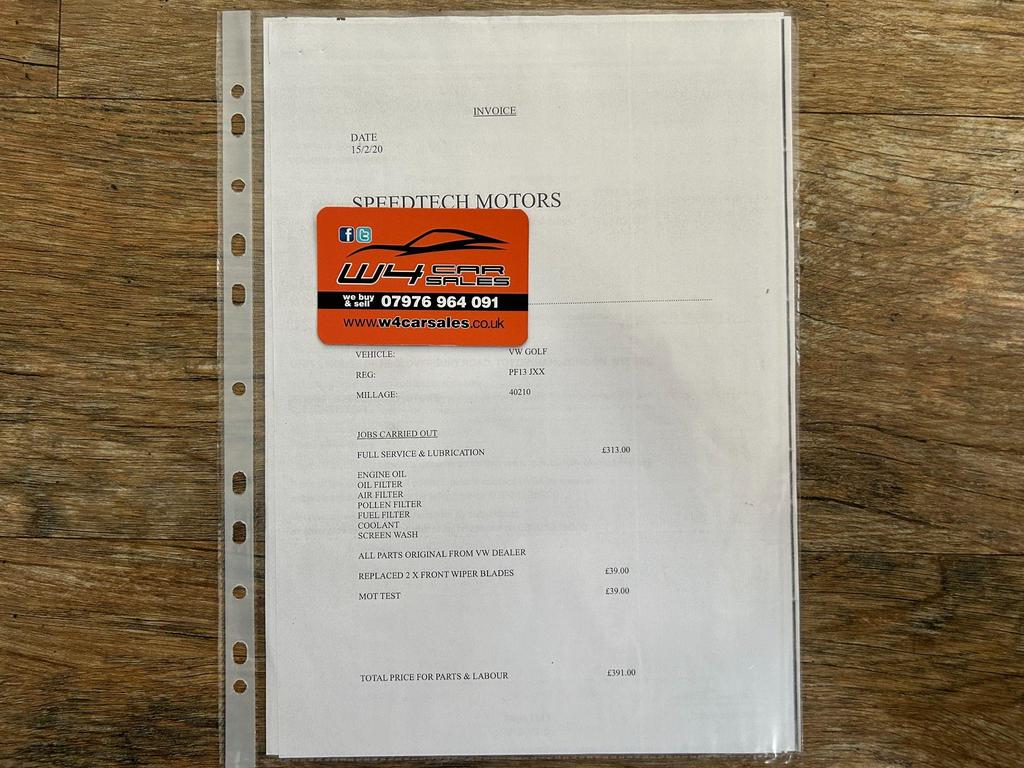 INVOICE
DATE
15/2/20
SPEEDTECH MOTORS
f t
W4 CAR SALES
we buy & sell 07976 964 091
www.w4carsales.co.uk
VEHICLE: VW GOLF
REG: PF13 JXX
MILLAGE: 40210
JOBS CARRIED OUT
FULL SERVICE & LUBRICATION £313.00
ENGINE OIL
OIL FILTER
AIR FILTER
POLLEN FILTER
FUEL FILTER
COOLANT
SCREEN WASH
ALL PARTS ORIGINAL FROM VW DEALER
REPLACED 2 X FRONT WIPER BLADES £39.00
MOT TEST £39.00
TOTAL PRICE FOR PARTS & LABOUR £391.00